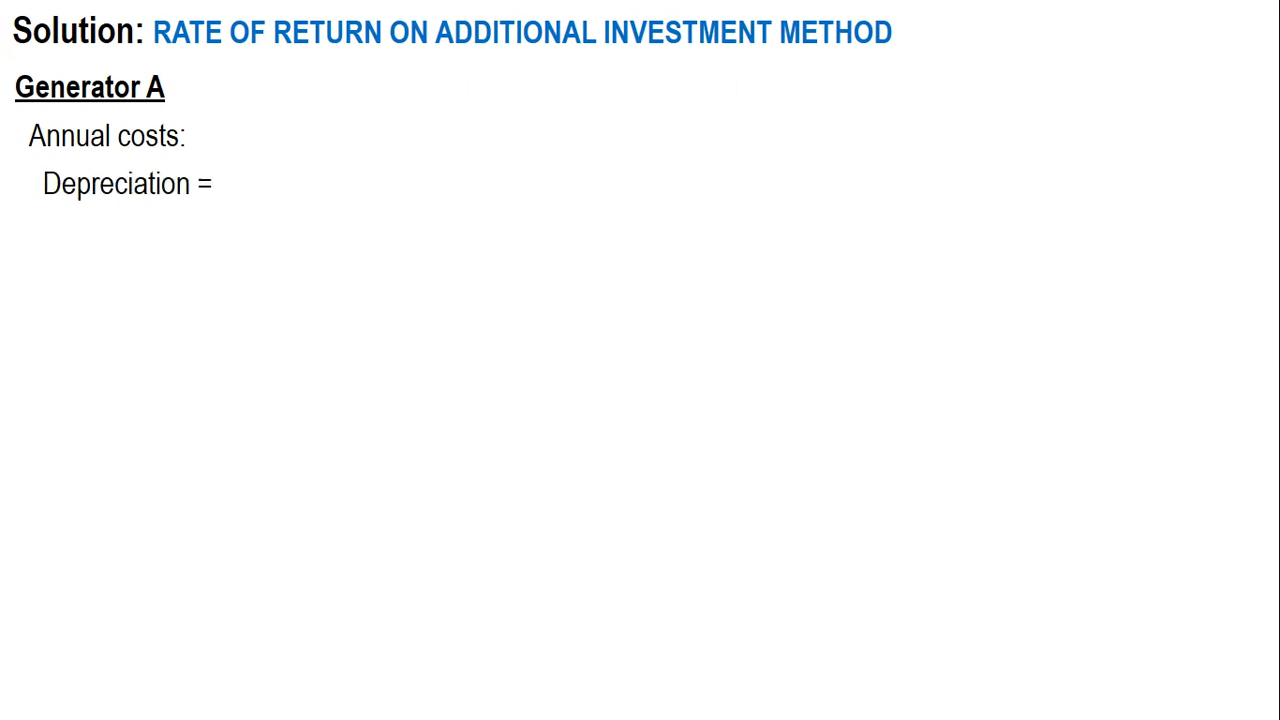 Solution: RATE OF RETURN ON ADDITIONAL INVESTMENT METHOD
Generator A
Annual costs:
Depreciation =